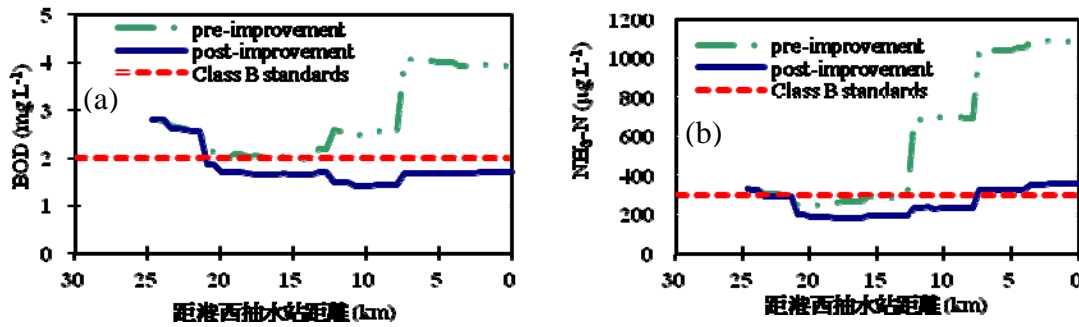 5
4
3
2
1
0
BOD (mg L-1)
pre-improvement
post-improvement
Class B standards
(a)
30 25 20 15 10 5 0
距港西抽水站距離 (km)
1200
1000
800
600
400
200
0
NH3-N (μg L-1)
pre-improvement
post-improvement
Class B standards
(b)
30 25 20 15 10 5 0
距港西抽水站距離 (km)